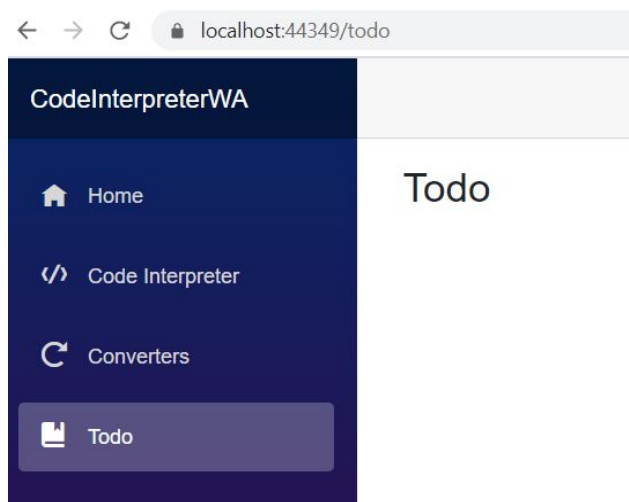 localhost:44349/todo
CodeInterpreterWA
Home
Code Interpreter
Converters
Todo
Todo